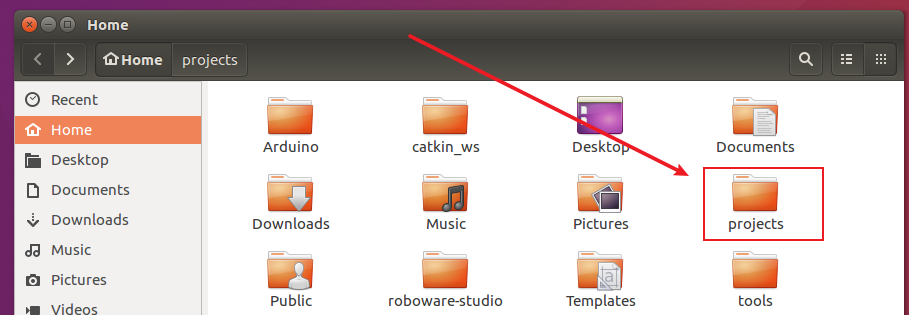 Home
Home projects
Recent
Home
Desktop
Documents
Downloads
Music
Pictures
Videos
Arduino
catkin_ws
Desktop
Documents
Downloads
Music
Pictures
projects
Public
roboware-studio
Templates
tools